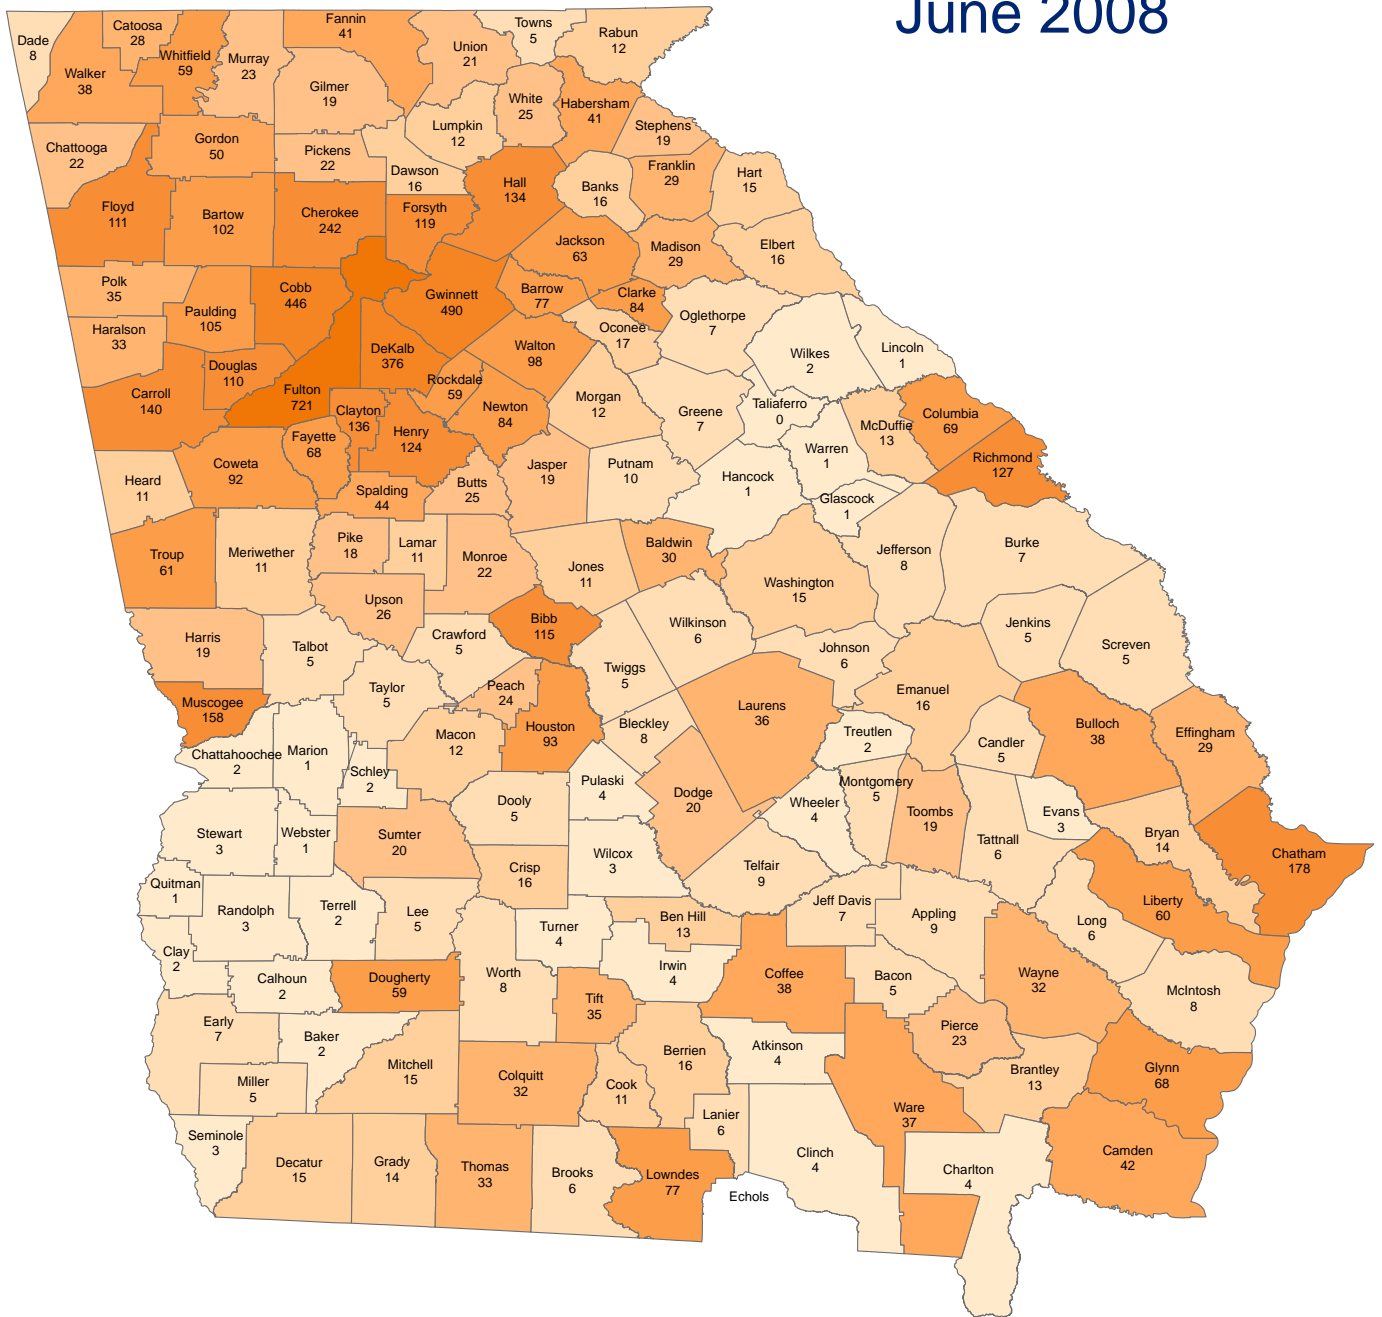 June 2008
Dade
8
Walker
38
Catoosa
28
Whitfield
59
Murray
23
Fannin
41
Gilmer
19
Union
21
Towns
5
Rabun
12
White
25
Habersham
41
Lumpkin
12
Stephens
19
Chattooga
22
Gordon
50
Pickens
22
Dawson
16
Hall
134
Banks
16
Franklin
29
Hart
15
Floyd
111
Bartow
102
Cherokee
242
Forsyth
119
Jackson
63
Madison
29
Elbert
16
Polk
35
Paulding
105
Cobb
446
Gwinnett
490
Barrow
77
Clarke
84
Oconee
17
Oglethorpe
7
Wilkes
2
Lincoln
1
Haralson
33
Douglas
110
DeKalb
376
Rockdale
59
Walton
98
Carroll
140
Fulton
721
Clayton
136
Henry
124
Newton
84
Morgan
12
Greene
7
Taliaferro
0
McDuffie
13
Columbia
69
Richmond
127
Warren
1
Glascock
1
Hancock
1
Putnam
10
Jasper
19
Butts
25
Spalding
44
Fayette
68
Coweta
92
Heard
11
Troup
61
Meriwether
11
Pike
18
Lamar
11
Monroe
22
Jones
11
Baldwin
30
Washington
15
Jefferson
8
Burke
7
Upson
26
Bibb
115
Wilkinson
6
Johnson
6
Jenkins
5
Screven
5
Harris
19
Talbot
5
Crawford
5
Twiggs
5
Taylor
5
Peach
24
Houston
93
Bleckley
8
Laurens
36
Emanuel
16
Bulloch
38
Effingham
29
Muscogee
158
Chattahoochee
2
Marion
1
Schley
2
Macon
12
Treutlen
2
Candler
5
Pulaski
4
Dodge
20
Wheeler
4
Montgomery
5
Toombs
19
Tattnall
6
Evans
3
Bryan
14
Chatham
178
Stewart
3
Webster
1
Sumter
20
Dooly
5
Crisp
16
Wilcox
3
Telfair
9
Liberty
60
Long
6
Quitman
1
Randolph
3
Terrell
2
Lee
5
Turner
4
Ben Hill
13
Jeff Davis
7
Appling
9
Clay
2
Calhoun
2
Dougherty
59
Worth
8
Tift
35
Irwin
4
Coffee
38
Bacon
5
Wayne
32
McIntosh
8
Early
7
Baker
2
Mitchell
15
Miller
5
Colquitt
32
Cook
11
Berrien
16
Atkinson
4
Pierce
23
Brantley
13
Glynn
68
Ware
37
Lanier
6
Seminole
3
Decatur
15
Grady
14
Thomas
33
Brooks
6
Lowndes
77
Echols
Clinch
4
Charlton
4
Camden
42